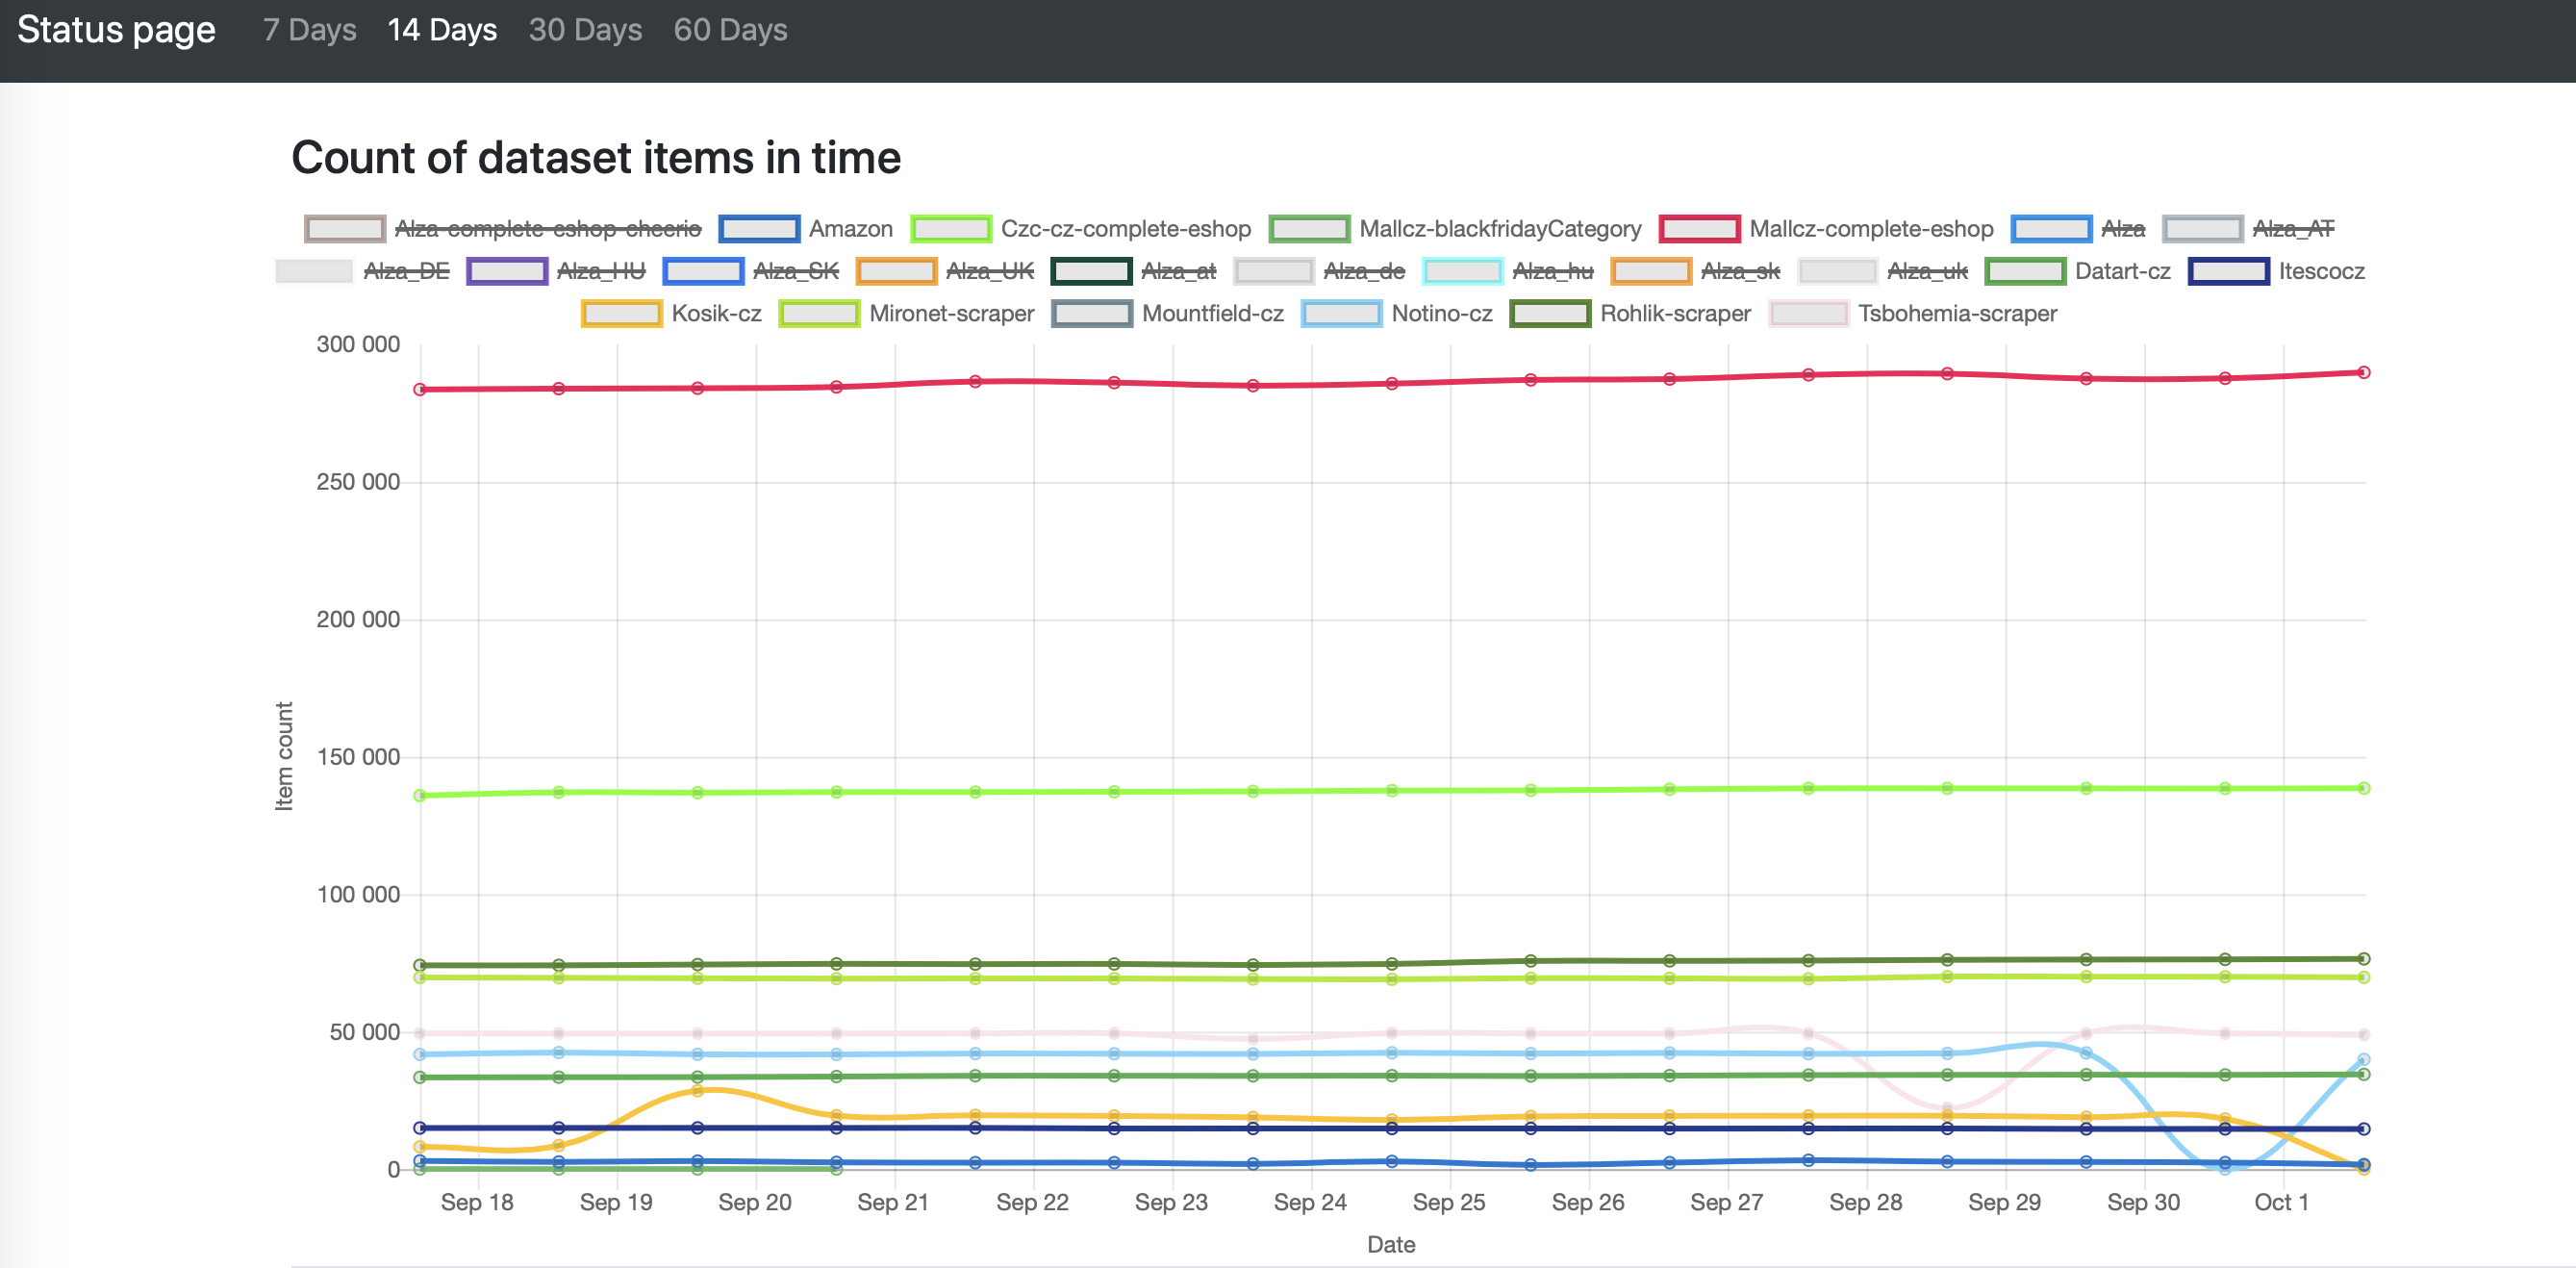 Status page 7 Days 14 Days 30 Days 60 Days
Count of dataset items in time
Alza-complete-eshop-cheerio Amazon Czc-cz-complete-eshop Mallcz-blackfridayCategory Mallcz-complete-eshop Alza Alza_AT
Alza_DE Alza_HU Alza_SK Alza_UK Alza_at Alza_de Alza_hu Alza_sk Alza_uk Datart-cz Itescocz
Kosik-cz Mironet-scraper Mountfield-cz Notino-cz Rohlik-scraper Tsbohemia-scraper
300 000
250 000
200 000
150 000
100 000
50 000
0
Item count
Sep 18 Sep 19 Sep 20 Sep 21 Sep 22 Sep 23 Sep 24 Sep 25 Sep 26 Sep 27 Sep 28 Sep 29 Sep 30 Oct 1
Date